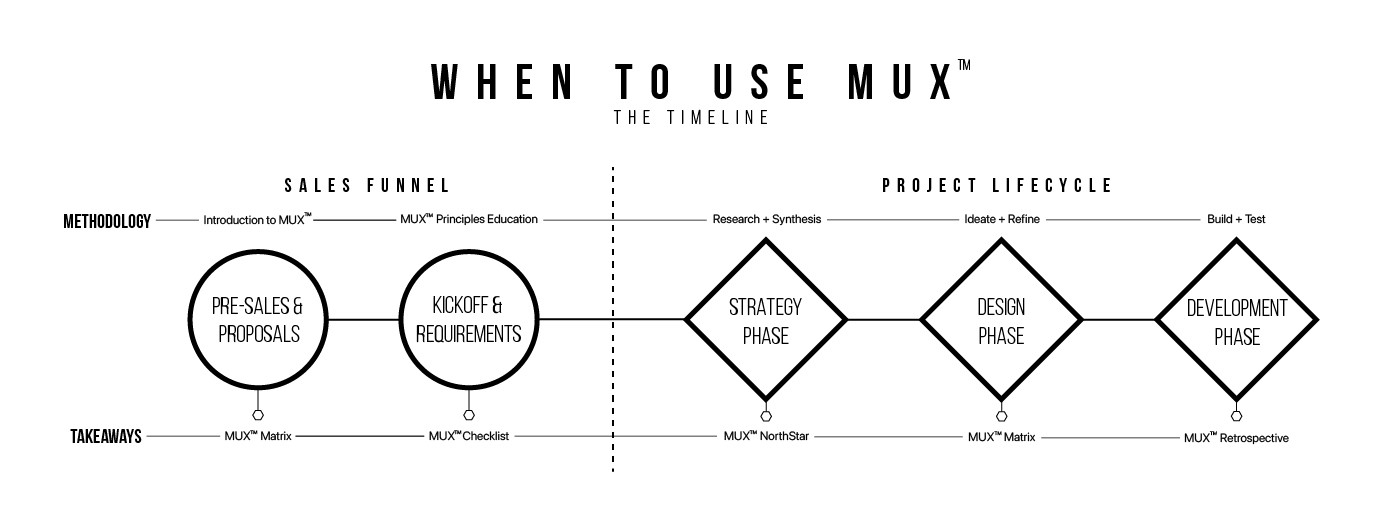 WHEN TO USE MUX™
THE TIMELINE
SALES FUNNEL
PROJECT LIFECYCLE
METHODOLOGY
Introduction to MUX™
MUX™ Principles Education
Research + Synthesis
Ideate + Refine
Build + Test
PRE-SALES &
PROPOSALS
KICKOFF &
REQUIREMENTS
STRATEGY
PHASE
DESIGN
PHASE
DEVELOPMENT
PHASE
TAKEAWAYS
MUX™ Matrix
MUX™ Checklist
MUX™ NorthStar
MUX™ Matrix
MUX™ Retrospective